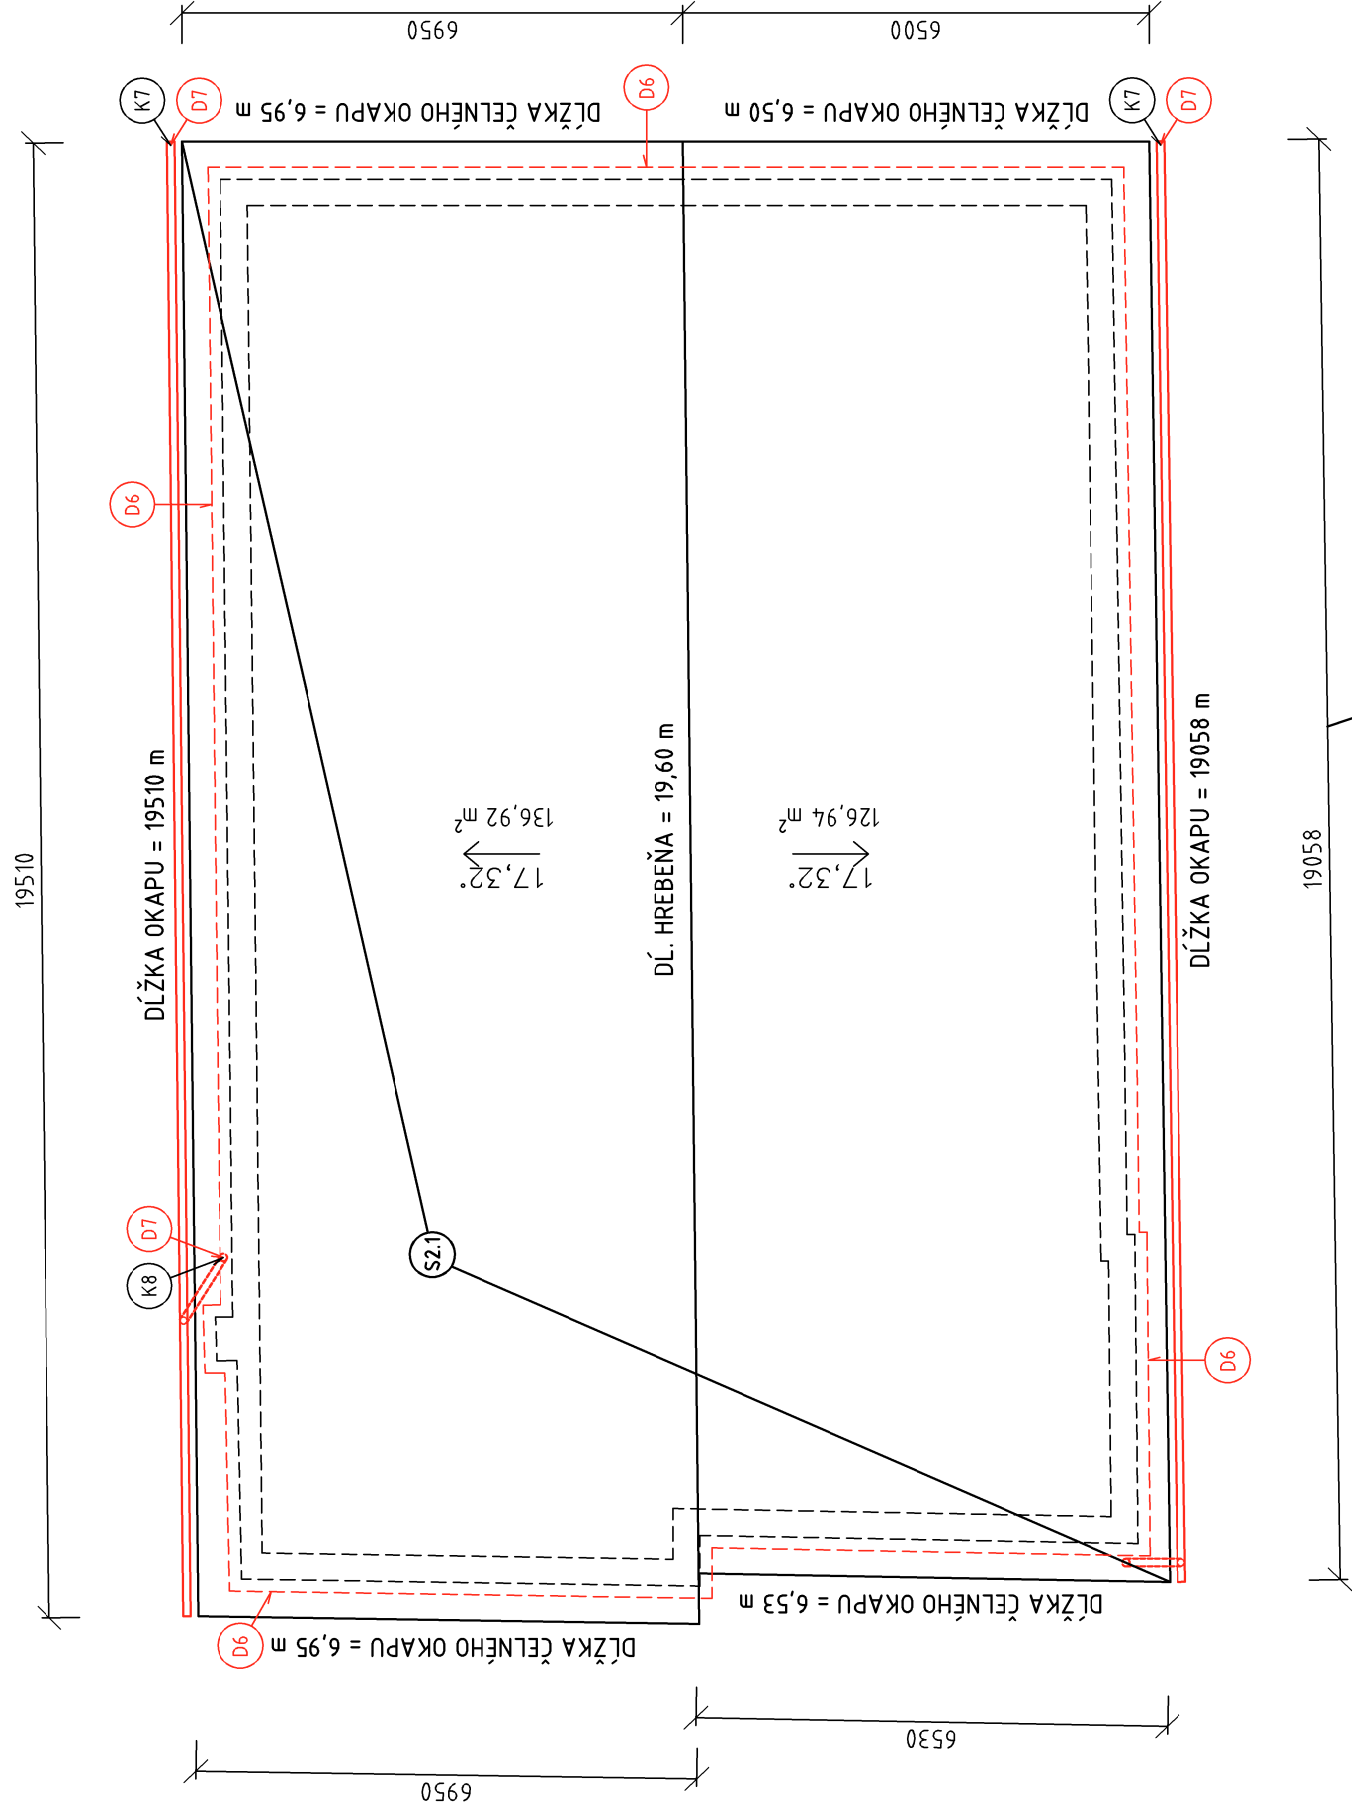 6950
6500
K7
D7
DĹŽKA ČELNÉHO OKAPU = 6,95 m
D6
DĹŽKA ČELNÉHO OKAPU = 6,50 m
K7
D7
D6
19510
DĹŽKA OKAPU = 19510 m
136,92 m²
17,32°
DĹ. HREBEŇA = 19,60 m
126,94 m²
17,32°
DĹŽKA OKAPU = 19058 m
19058
D7
K8
S2.1
D6
DĹŽKA ČELNÉHO OKAPU = 6,53 m
D6
DĹŽKA ČELNÉHO OKAPU = 6,95 m
6530
6950